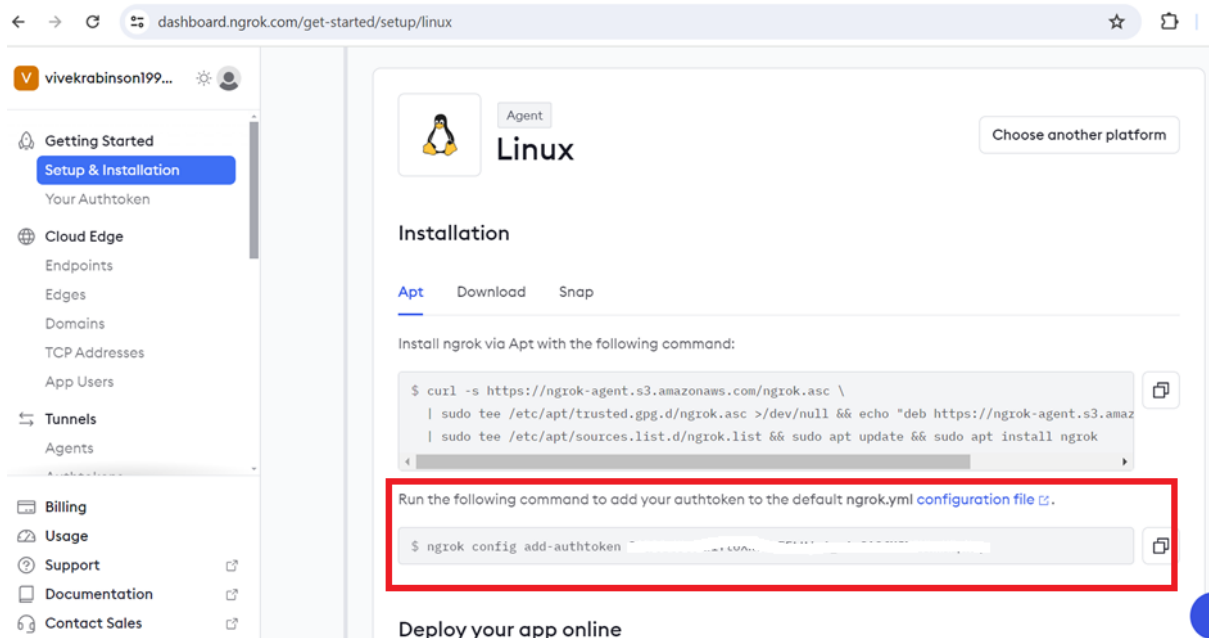 dashboard.ngrok.com/get-started/setup/linux
V vivekrabinson199...
Getting Started
Setup & Installation
Your Authtoken
Cloud Edge
Endpoints
Edges
Domains
TCP Addresses
App Users
Tunnels
Agents
Billing
Usage
Support
Documentation
Contact Sales
Agent
Linux
Choose another platform
Installation
Apt Download Snap
Install ngrok via Apt with the following command:
$ curl -s https://ngrok-agent.s3.amazonaws.com/ngrok.asc \
| sudo tee /etc/apt/trusted.gpg.d/ngrok.asc >/dev/null && echo "deb https://ngrok-agent.s3.amaz
| sudo tee /etc/apt/sources.list.d/ngrok.list && sudo apt update && sudo apt install ngrok
Run the following command to add your authtoken to the default ngrok.yml configuration file.
$ ngrok config add-authtoken
Deploy your app online